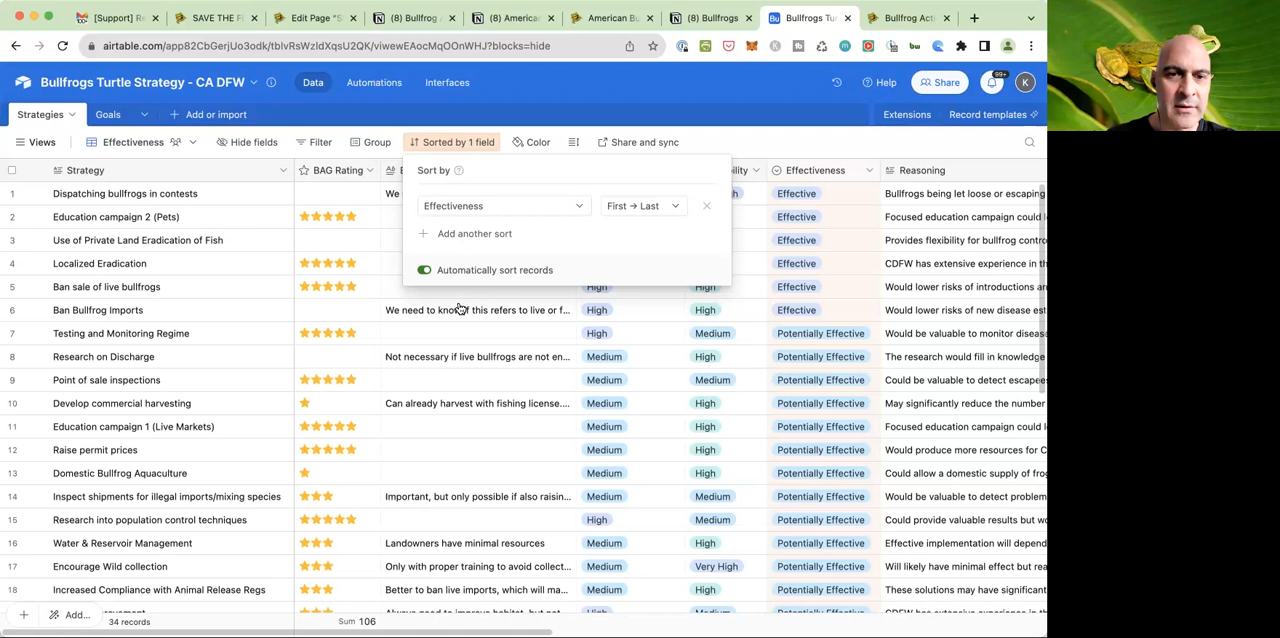 [Support] Re
SAVE THE FI
Edit Page "S
(8) Bullfrog A
(8) American
American Bu
(8) Bullfrogs
Bu Bullfrogs Tur
Bullfrog Acti
airtable.com/app82CbGerjUo3odk/tblvRsWzIdXqsU2QK/viwewEAocMqOOnWHJ?blocks=hide
Bullfrogs Turtle Strategy - CA DFW Data Automations Interfaces Help Share 99+ K
Strategies Goals + Add or import Extensions Record templates
Views Effectiveness Hide fields Filter Group Sorted by 1 field Color Share and sync
Sort by
Effectiveness First → Last
+ Add another sort
Automatically sort records
Strategy BAG Rating Effectiveness Reasoning
1 Dispatching bullfrogs in contests We Effective Bullfrogs being let loose or escaping
2 Education campaign 2 (Pets) Effective Focused education campaign could l
3 Use of Private Land Eradication of Fish Effective Provides flexibility for bullfrog contro
4 Localized Eradication Effective CDFW has extensive experience in th
5 Ban sale of live bullfrogs High High Effective Would lower risks of introductions an
6 Ban Bullfrog Imports We need to know if this refers to live or f... High High Effective Would lower risks of new disease est
7 Testing and Monitoring Regime High Medium Potentially Effective Would be valuable to monitor diseas
8 Research on Discharge Not necessary if live bullfrogs are not en... Medium High Potentially Effective The research would fill in knowledge
9 Point of sale inspections Medium Medium Potentially Effective Could be valuable to detect escapee
10 Develop commercial harvesting Can already harvest with fishing license.... Medium High Potentially Effective May significantly reduce the number
11 Education campaign 1 (Live Markets) Medium High Potentially Effective Focused education campaign could l
12 Raise permit prices Medium High Potentially Effective Would produce more resources for C
13 Domestic Bullfrog Aquaculture Medium High Potentially Effective Could allow a domestic supply of frog
14 Inspect shipments for illegal imports/mixing species Important, but only possible if also raisin... Medium Medium Potentially Effective Would be valuable to detect problem
15 Research into population control techniques High Medium Potentially Effective Could provide valuable results but wo
16 Water & Reservoir Management Landowners have minimal resources Medium High Potentially Effective Effective implementation will depend
17 Encourage Wild collection Only with proper training to avoid collect... Medium Very High Potentially Effective Will likely have minimal effect but rea
18 Increased Compliance with Animal Release Regs Better to ban live imports, which will ma... Medium High Potentially Effective These solutions may have significant
+ Add... 34 records Sum 106